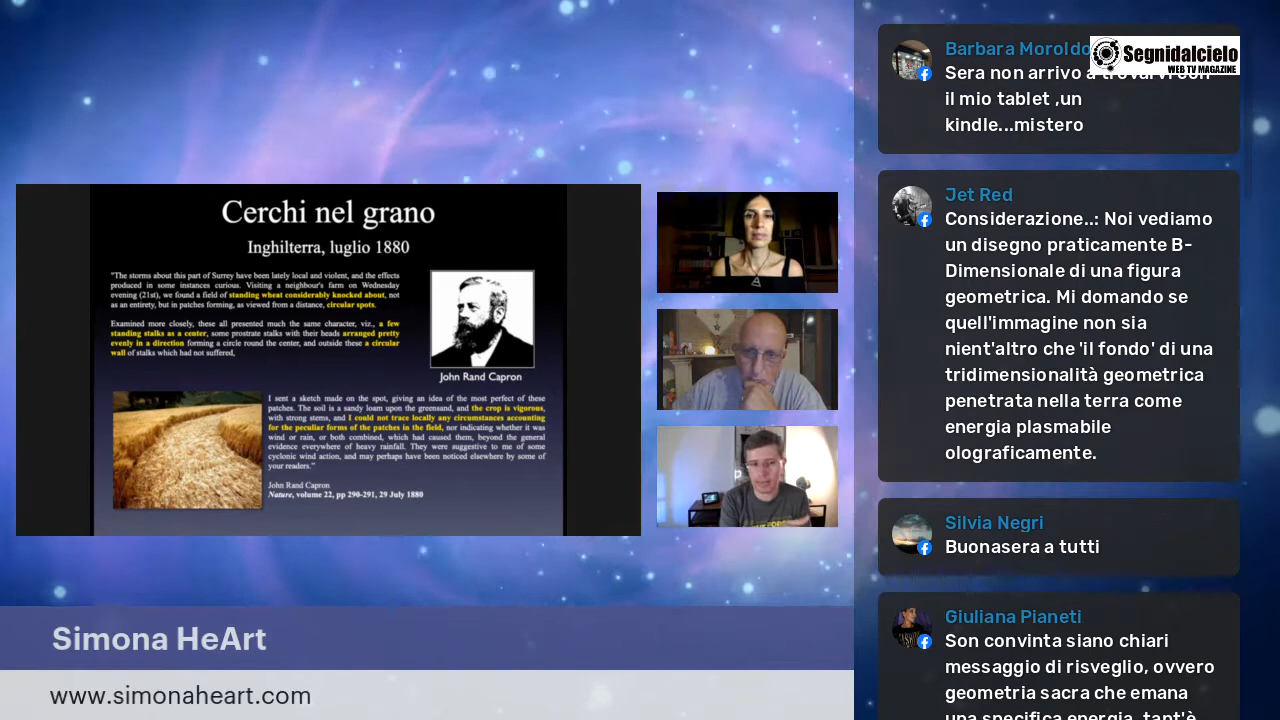 Cerchi nel grano
Inghilterra, luglio 1880
"The storms about this part of Surrey have been lately local and violent, and the effects
produced in some instances curious. Visiting a neighbour's farm on Wednesday
evening (21st), we found a field of standing wheat considerably knocked about, not
as an entirety, but in patches forming, as viewed from a distance, circular spots.
Examined more closely, these all presented much the same character, viz., a few
standing stalks as a center, some prostrate stalks with their heads arranged pretty
evenly in a direction forming a circle round the center, and outside these a circular
wall of stalks which had not suffered,
John Rand Capron
I sent a sketch made on the spot, giving an idea of the most perfect of these
patches. The soil is a sandy loam upon the greensand, and the crop is vigorous,
with strong stems, and I could not trace locally any circumstances accounting
for the peculiar forms of the patches in the field, nor indicating whether it was
wind or rain, or both combined, which had caused them, beyond the general
evidence everywhere of heavy rainfall. They were suggestive to me of some
cyclonic wind action, and may perhaps have been noticed elsewhere by some of
your readers."
John Rand Capron
Nature, volume 22, pp 290-291, 29 July 1880
Simona HeArt
www.simonaheart.com
Segnidalcielo
WEB TV MAGAZINE
Barbara Moroldo
Sera non arrivo a
il mio tablet ,un
kindle...mistero
Jet Red
Considerazione..: Noi vediamo
un disegno praticamente B-
Dimensionale di una figura
geometrica. Mi domando se
quell'immagine non sia
nient'altro che 'il fondo' di una
tridimensionalità geometrica
penetrata nella terra come
energia plasmabile
olograficamente.
Silvia Negri
Buonasera a tutti
Giuliana Pianeti
Son convinta siano chiari
messaggio di risveglio, ovvero
geometria sacra che emana
una specifica energia, tant'è